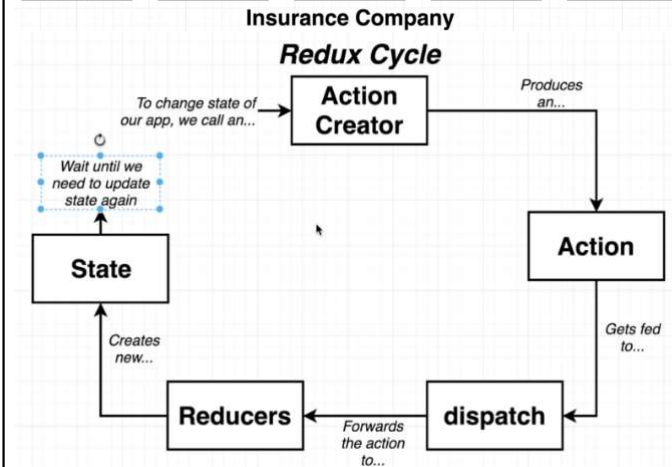 Insurance Company
Redux Cycle
To change state of
our app, we call an...
Action
Creator
Produces
an...
Wait until we
need to update
state again
State
Action
Creates
new...
Gets fed
to...
Reducers
Forwards
the action
to...
dispatch